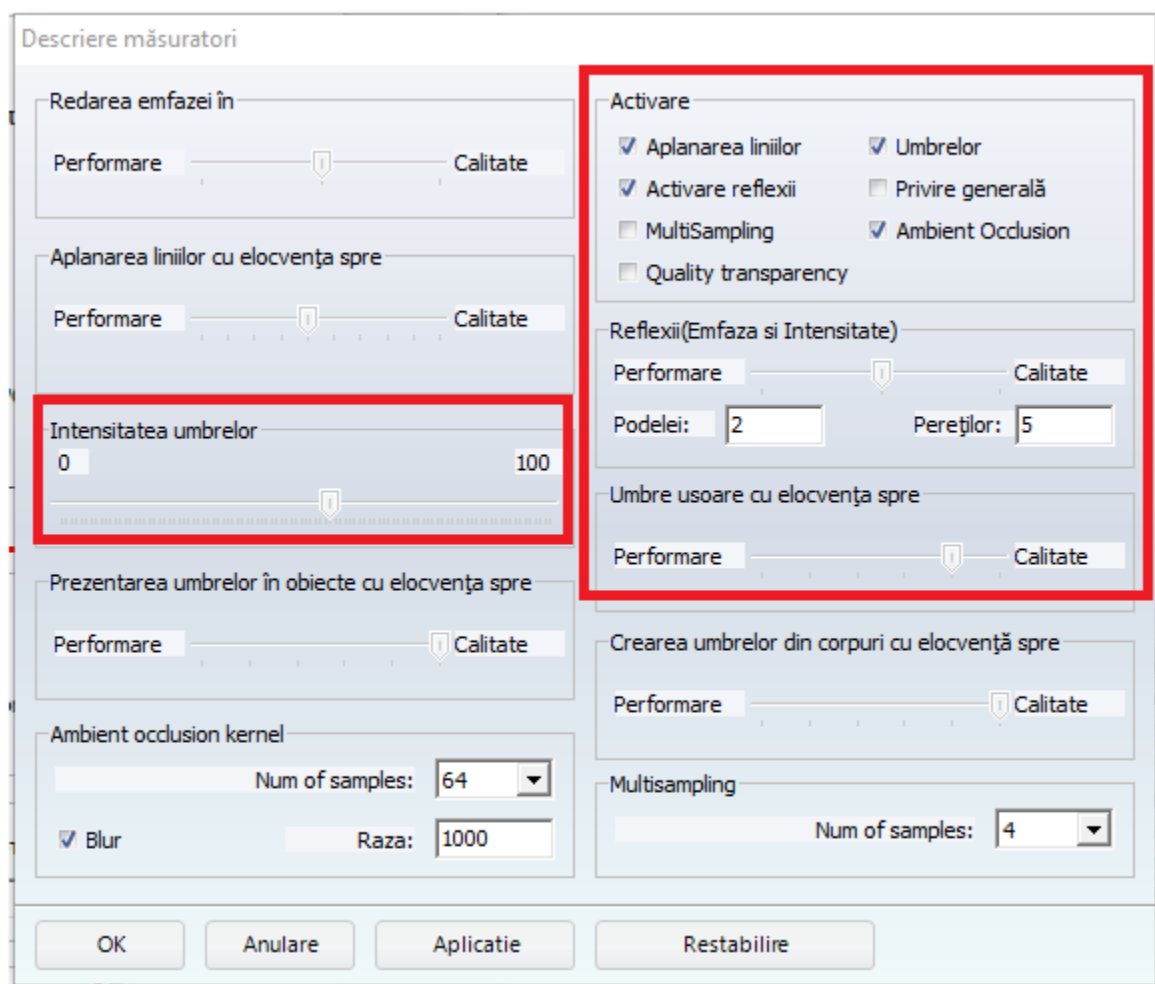 Descriere măsuratori
Redarea emfazei în
Performare Calitate
Aplanarea liniilor cu elocvența spre
Performare Calitate
Intensitatea umbrelor
0 100
Prezentarea umbrelor în obiecte cu elocvența spre
Performare Calitate
Ambient occlusion kernel
Num of samples: 64
Blur Raza: 1000
Activare
Aplanarea liniilor Umbrelor
Activare reflexii Privire generală
MultiSampling Ambient Occlusion
Quality transparency
Reflexii(Emfaza si Intensitate)
Performare Calitate
Podelei: 2 Pereţilor: 5
Umbre usoare cu elocvenţa spre
Performare Calitate
Crearea umbrelor din corpuri cu elocvenţă spre
Performare Calitate
Multisampling
Num of samples: 4
OK Anulare Aplicatie Restabilire